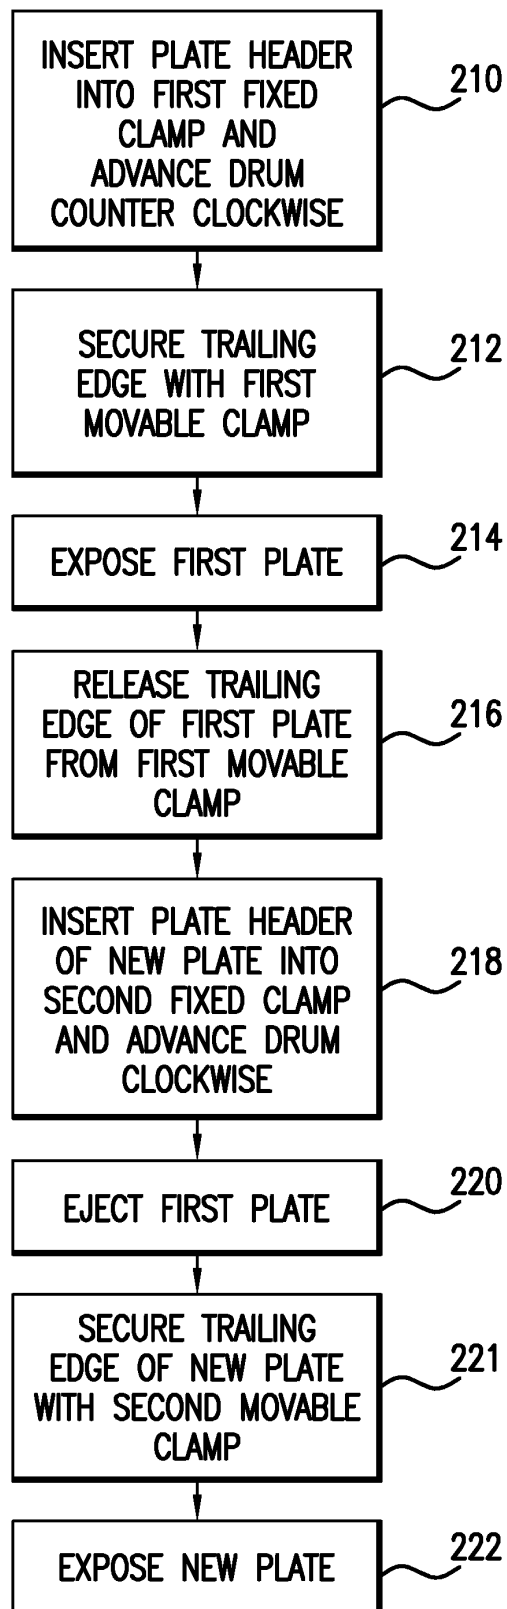 INSERT PLATE HEADER
INTO FIRST FIXED
CLAMP AND
ADVANCE DRUM
COUNTER CLOCKWISE
210
SECURE TRAILING
EDGE WITH FIRST
MOVABLE CLAMP
212
EXPOSE FIRST PLATE
214
RELEASE TRAILING
EDGE OF FIRST PLATE
FROM FIRST MOVABLE
CLAMP
216
INSERT PLATE HEADER
OF NEW PLATE INTO
SECOND FIXED CLAMP
AND ADVANCE DRUM
CLOCKWISE
218
EJECT FIRST PLATE
220
SECURE TRAILING
EDGE OF NEW PLATE
WITH SECOND MOVABLE
CLAMP
221
EXPOSE NEW PLATE
222